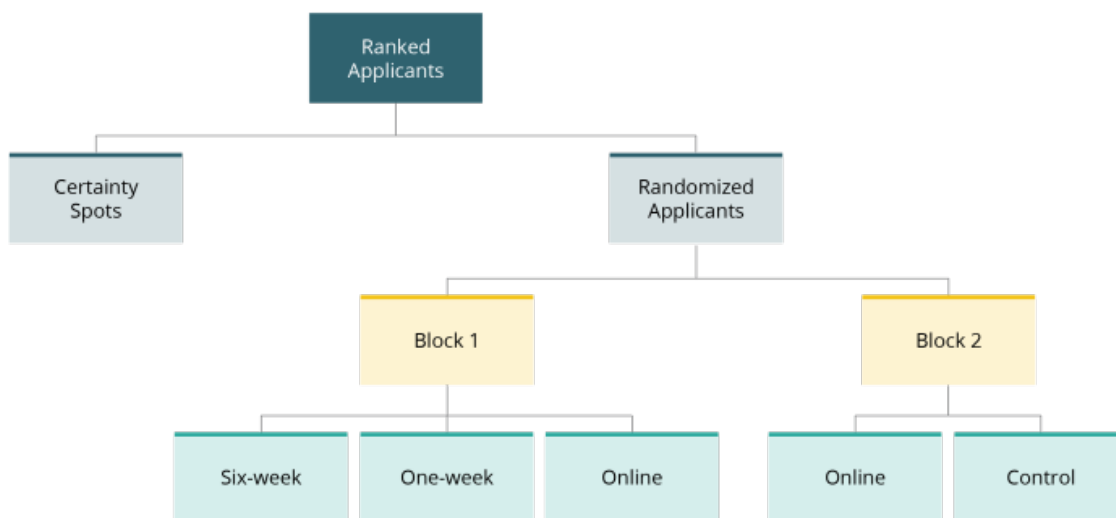 Ranked
Applicants
Certainty
Spots
Randomized
Applicants
Block 1
Block 2
Six-week
One-week
Online
Online
Control